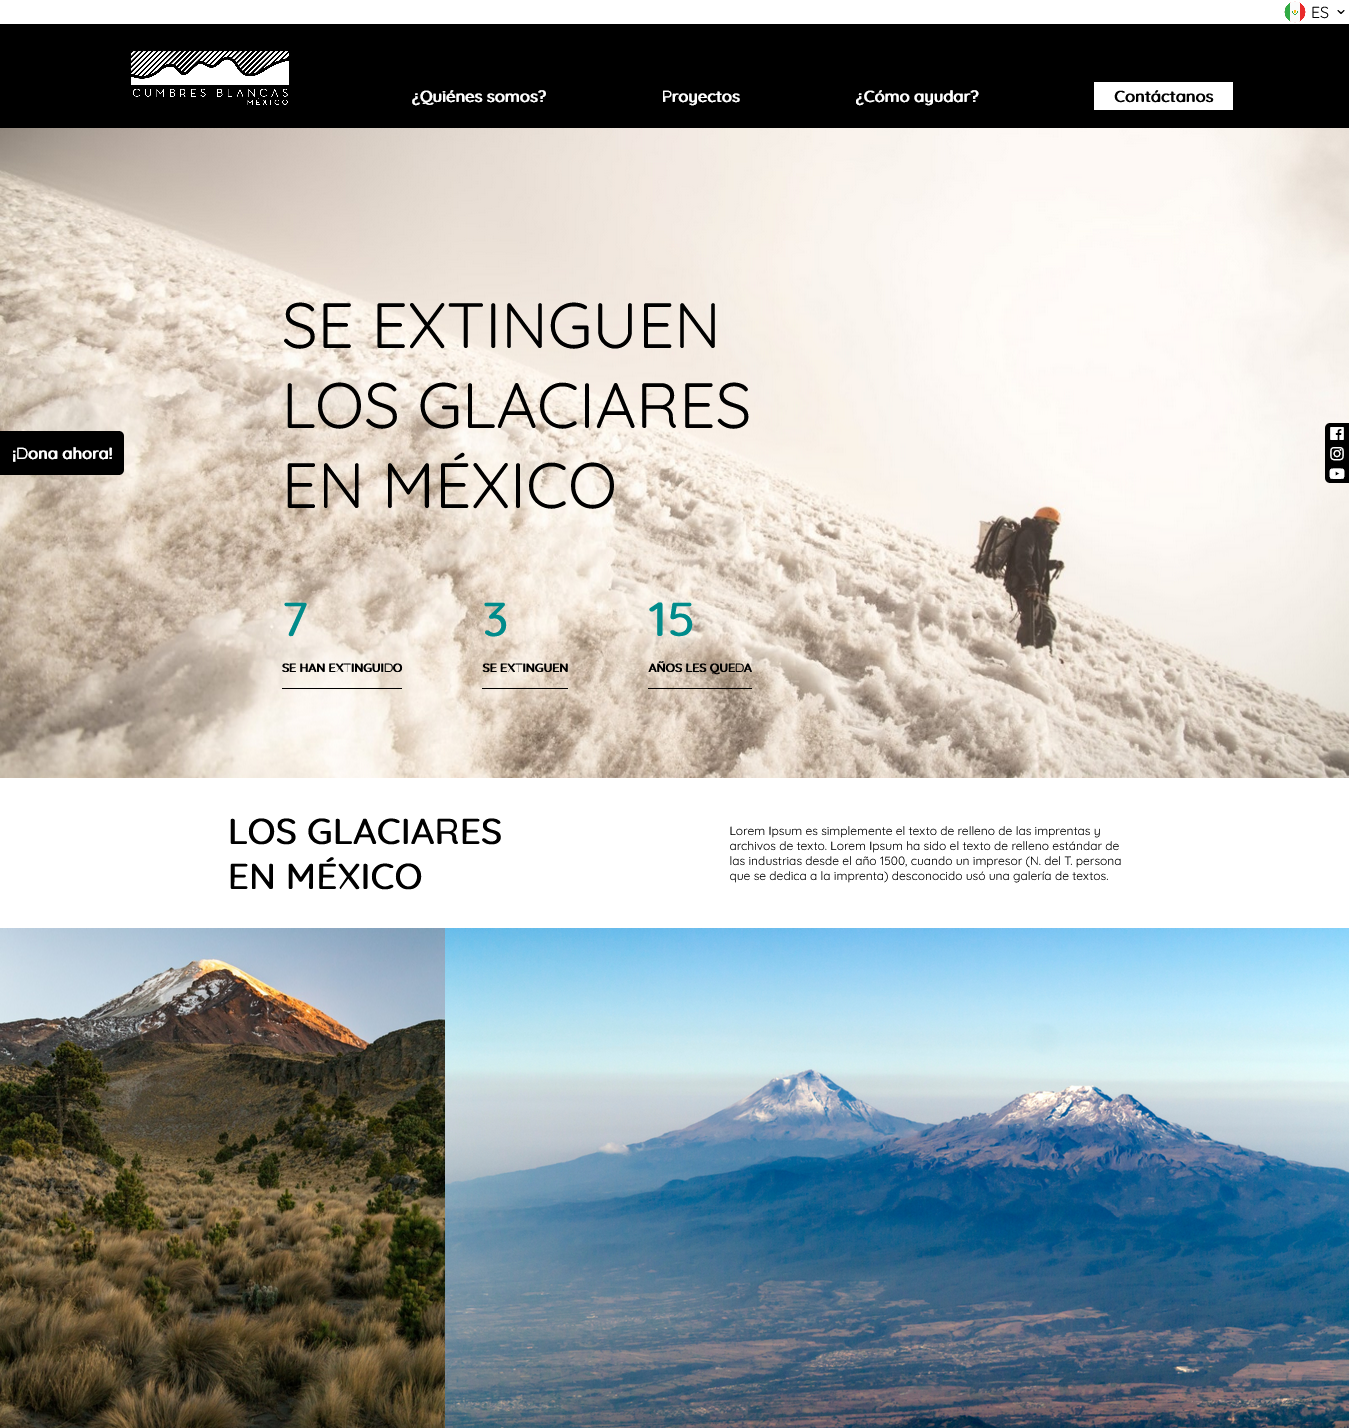 ES
CUMBRES BLANCAS
MÉXICO
¿Quiénes somos?
Proyectos
¿Cómo ayudar?
Contáctanos
SE EXTINGUEN
LOS GLACIARES
EN MÉXICO
¡Dona ahora!
7
3
15
SE HAN EXTINGUIDO
SE EXTINGUEN
AÑOS LES QUEDA
LOS GLACIARES
EN MÉXICO
Lorem Ipsum es simplemente el texto de relleno de las imprentas y
archivos de texto. Lorem Ipsum ha sido el texto de relleno estándar de
las industrias desde el año 1500, cuando un impresor (N. del T. persona
que se dedica a la imprenta) desconocido usó una galería de textos.